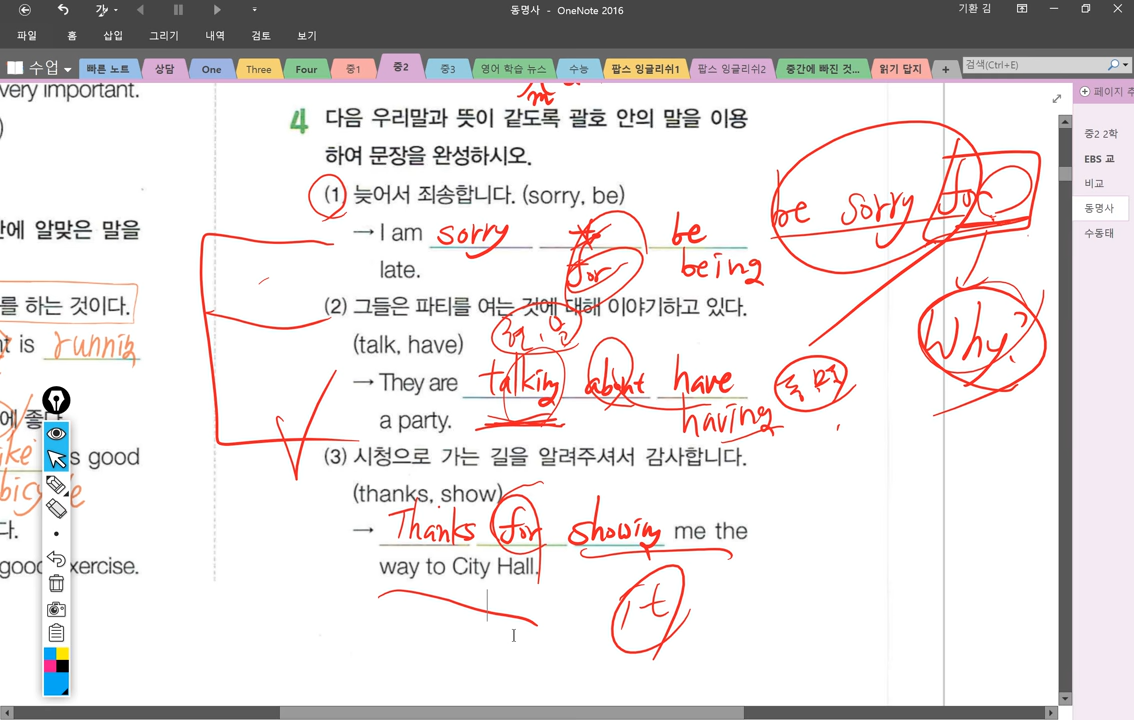 동명사 - OneNote 2016
기환 김
파일 홈 삽입 그리기 내역 검토 보기
수업 빠른 노트 상담 One Three Four 중1 중2 중3 영어 학습 뉴스 수능 팝스 잉글리쉬1 팝스 잉글리쉬2 중간에 빠진 것... 읽기 답지 + 검색(Ctrl+E)
페이지 추
중2 2학
EBS 교
비교
동명사
수동태
very important.
)
간에 알맞은 말을
를 하는 것이다.
nt is running
에 좋
ake s good
bicycle
다.
good exercise.
4 다음 우리말과 뜻이 같도록 괄호 안의 말을 이용
하여 문장을 완성하시오.
(1) 늦어서 죄송합니다. (sorry, be)
→ I am sorry for be
being
late.
be sorry for
Why?
(2) 그들은 파티를 여는 것에 대해 이야기하고 있다.
(talk, have)
→ They are talking about have
having
a party.
(3) 시청으로 가는 길을 알려주셔서 감사합니다.
(thanks, show)
→ Thanks for showing me the
way to City Hall.
it